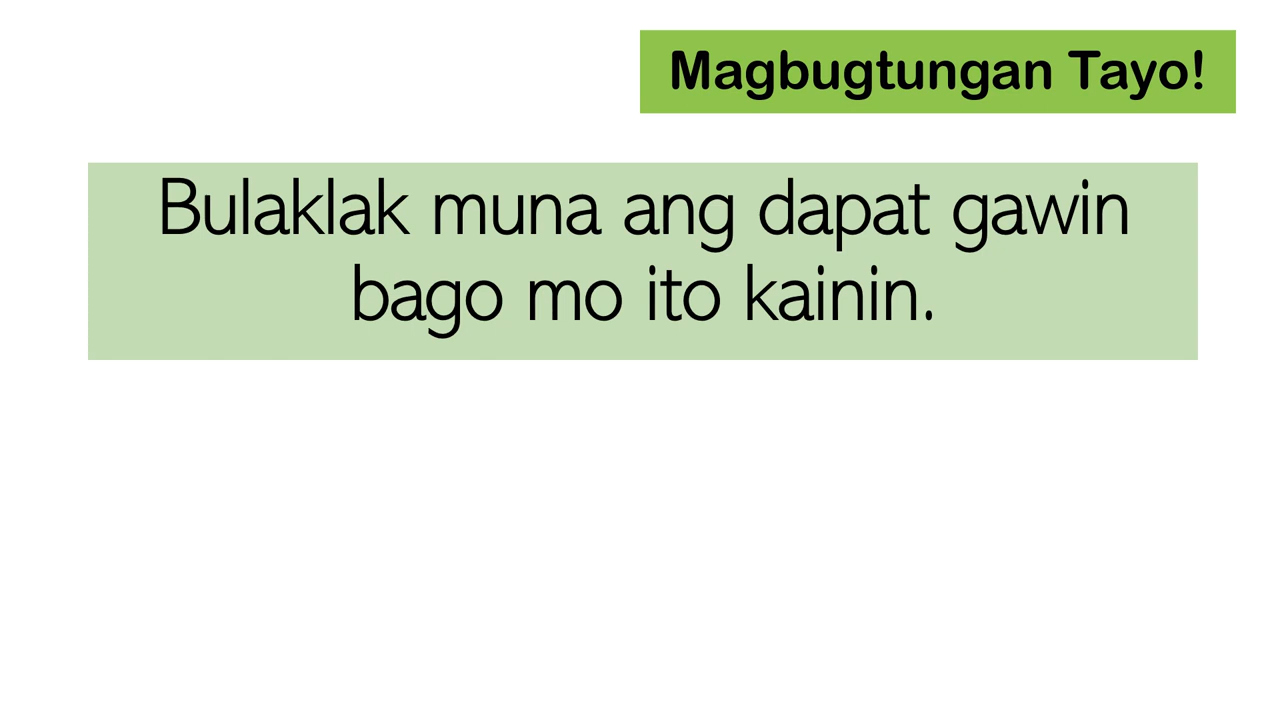 Magbugtungan Tayo!
Bulaklak muna ang dapat gawin
bago mo ito kainin.